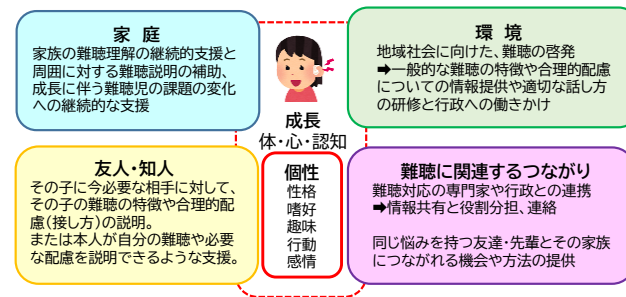 家 庭
家族の難聴理解の継続的支援と
周囲に対する難聴説明の補助、
成長に伴う難聴児の課題の変化
への継続的な支援
環 境
地域社会に向けた、難聴の啓発
➡一般的な難聴の特徴や合理的配慮
についての情報提供や適切な話し方
の研修と行政への働きかけ
成長
体・心・認知
個性
性格
嗜好
趣味
行動
感情
友人・知人
その子に今必要な相手に対して、
その子の難聴の特徴や合理的配
慮(接し方)の説明。
または本人が自分の難聴や必要
な配慮を説明できるような支援。
難聴に関連するつながり
難聴対応の専門家や行政との連携
➡情報共有と役割分担、連絡
同じ悩みを持つ友達・先輩とその家族
につながれる機会や方法の提供